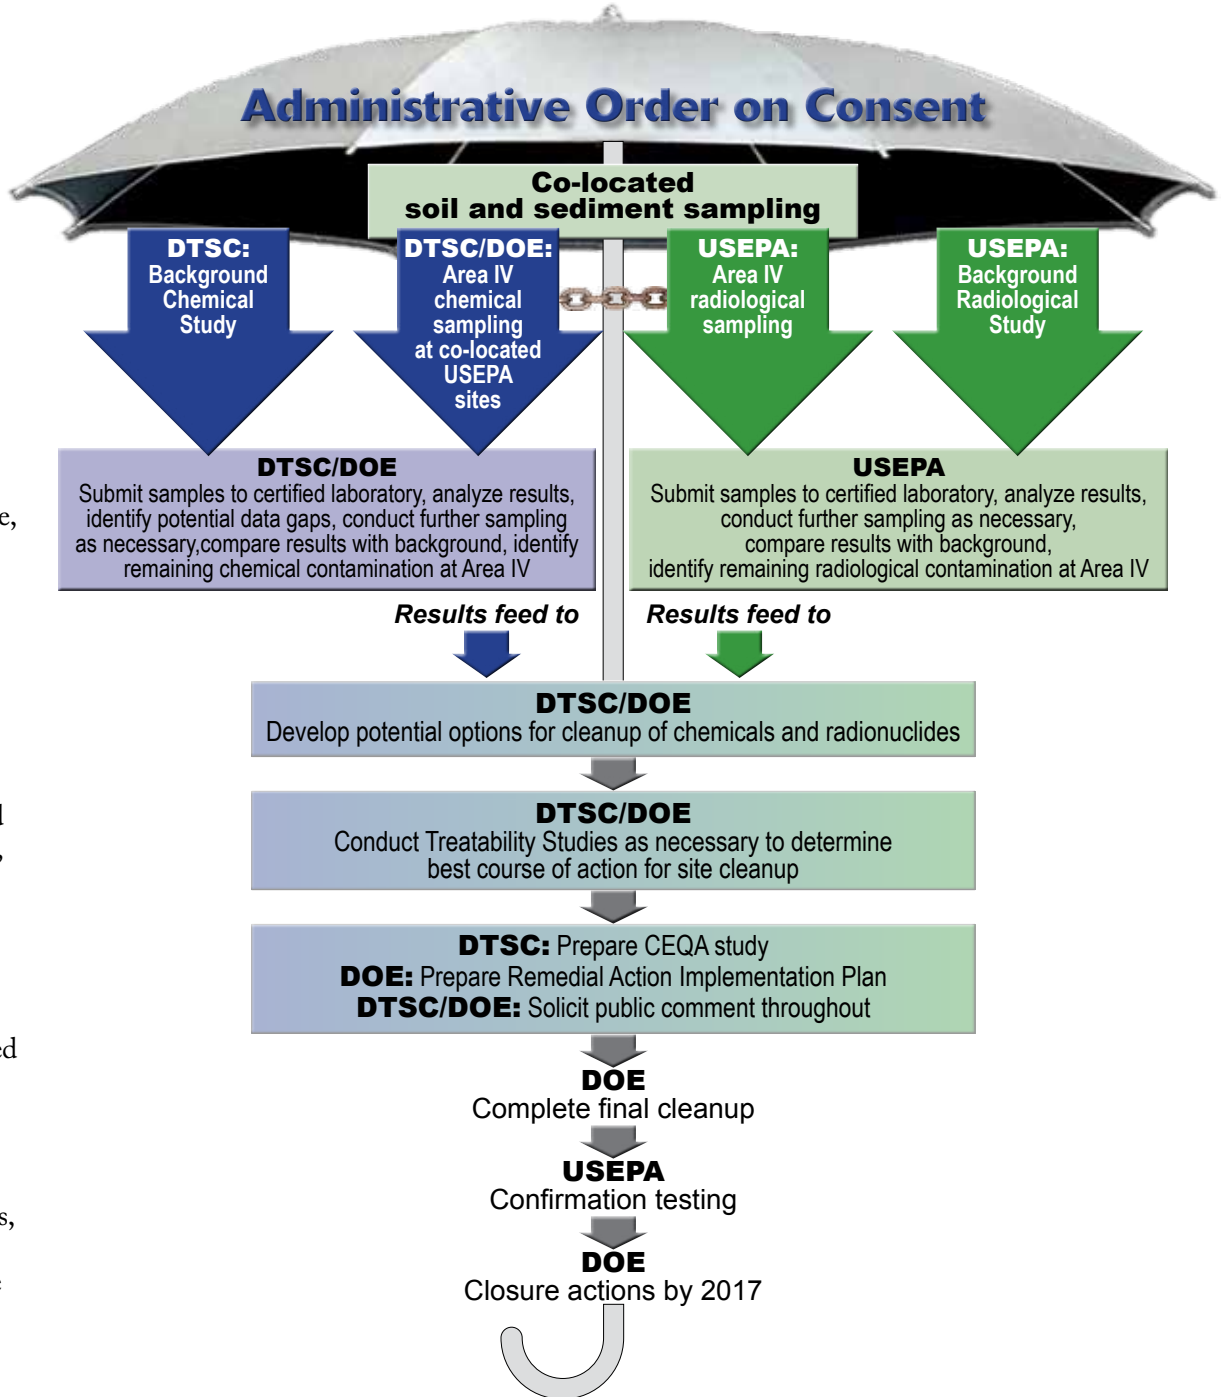 Administrative Order on Consent
Co-located
soil and sediment sampling
DTSC:
Background
Chemical
Study
DTSC/DOE:
Area IV
chemical
sampling
at co-located
USEPA
sites
USEPA:
Area IV
radiological
sampling
USEPA:
Background
Radiological
Study
DTSC/DOE
Submit samples to certified laboratory, analyze results,
identify potential data gaps, conduct further sampling
as necessary,compare results with background, identify
remaining chemical contamination at Area IV
USEPA
Submit samples to certified laboratory, analyze results,
conduct further sampling as necessary,
compare results with background,
identify remaining radiological contamination at Area IV
Results feed to
Results feed to
DTSC/DOE
Develop potential options for cleanup of chemicals and radionuclides
DTSC/DOE
Conduct Treatability Studies as necessary to determine
best course of action for site cleanup
DTSC: Prepare CEQA study
DOE: Prepare Remedial Action Implementation Plan
DTSC/DOE: Solicit public comment throughout
DOE
Complete final cleanup
USEPA
Confirmation testing
DOE
Closure actions by 2017